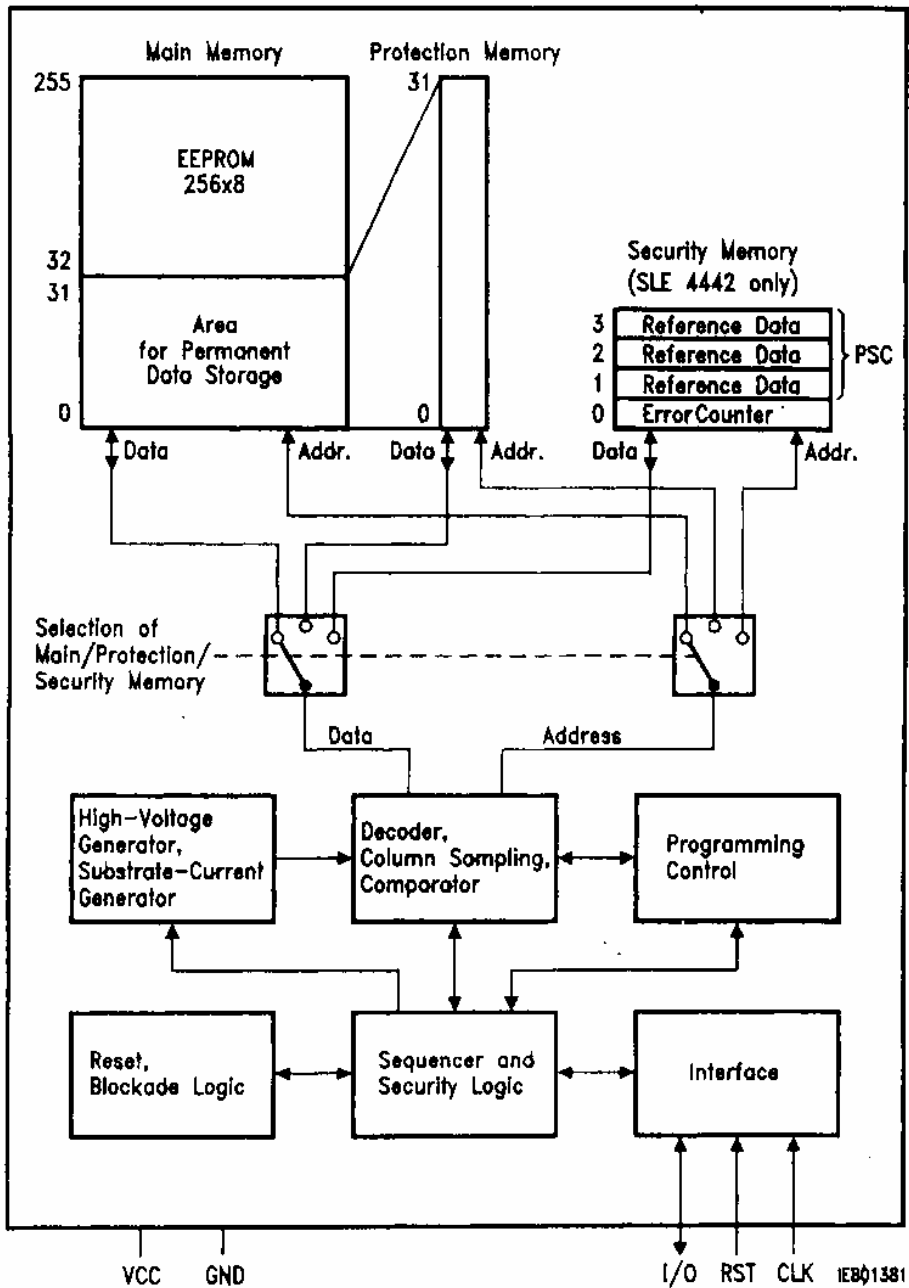 Main Memory
Protection Memory
255
31
EEPROM
256x8
32
31
Area
for Permanent
Data Storage
0
0
Security Memory
(SLE 4442 only)
3 Reference Data
2 Reference Data
1 Reference Data
PSC
0 ErrorCounter
Data
Addr.
Data
Addr.
Data
Addr.
Selection of
Main/Protection/
Security Memory
Data
Address
High-Voltage
Generator,
Substrate-Current
Generator
Decoder,
Column Sampling,
Comparator
Programming
Control
Reset,
Blockade Logic
Sequencer and
Security Logic
Interface
VCC
GND
I/O
RST
CLK
IEB01381